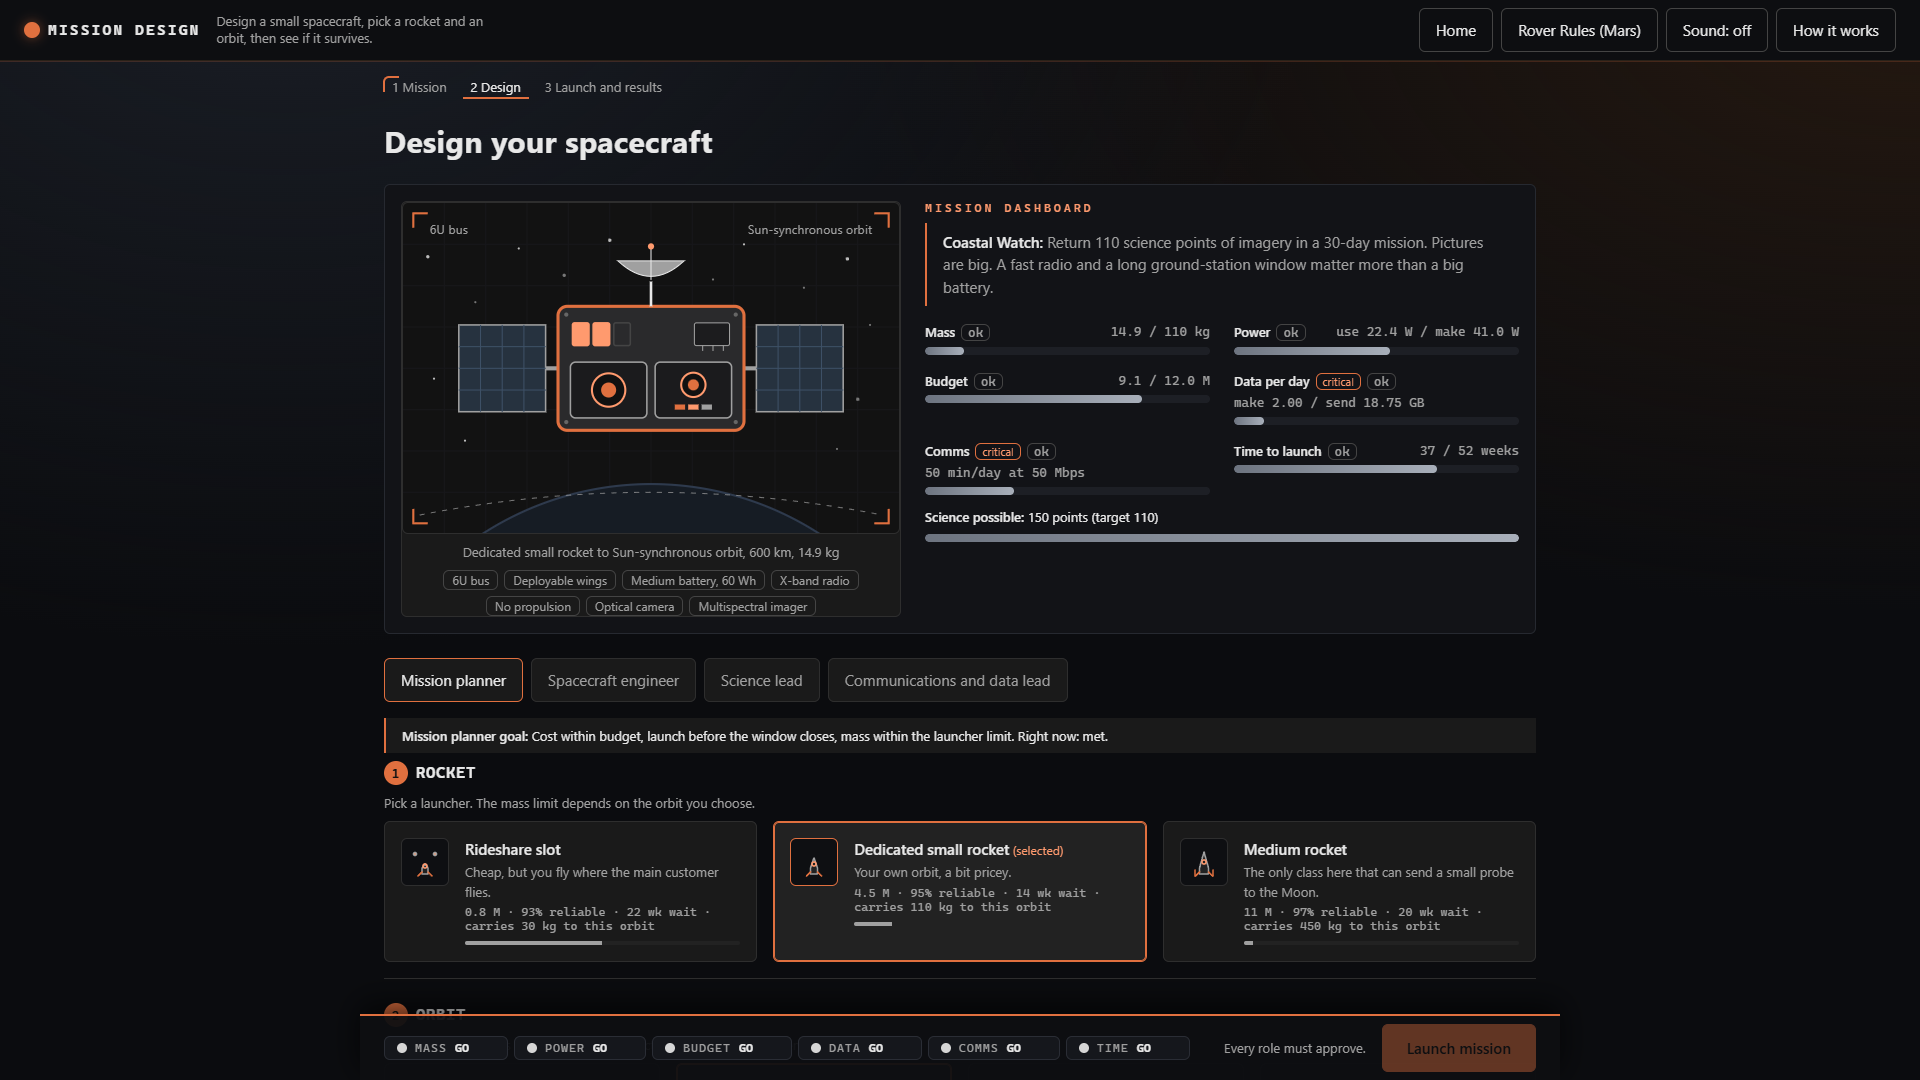 MISSION DESIGN
Design a small spacecraft, pick a rocket and an
orbit, then see if it survives.
Home
Rover Rules (Mars)
Sound: off
How it works
1 Mission
2 Design
3 Launch and results
Design your spacecraft
6U bus
Sun-synchronous orbit
Dedicated small rocket to Sun-synchronous orbit, 600 km, 14.9 kg
6U bus
Deployable wings
Medium battery, 60 Wh
X-band radio
No propulsion
Optical camera
Multispectral imager
MISSION DASHBOARD
Coastal Watch: Return 110 science points of imagery in a 30-day mission. Pictures
are big. A fast radio and a long ground-station window matter more than a big
battery.
Mass ok 14.9 / 110 kg
Power ok use 22.4 W / make 41.0 W
Budget ok 9.1 / 12.0 M
Data per day critical ok
make 2.00 / send 18.75 GB
Comms critical ok
50 min/day at 50 Mbps
Time to launch ok 37 / 52 weeks
Science possible: 150 points (target 110)
Mission planner
Spacecraft engineer
Science lead
Communications and data lead
Mission planner goal: Cost within budget, launch before the window closes, mass within the launcher limit. Right now: met.
1 ROCKET
Pick a launcher. The mass limit depends on the orbit you choose.
Rideshare slot
Cheap, but you fly where the main customer
flies.
0.8 M · 93% reliable · 22 wk wait ·
carries 30 kg to this orbit
Dedicated small rocket (selected)
Your own orbit, a bit pricey.
4.5 M · 95% reliable · 14 wk wait ·
carries 110 kg to this orbit
Medium rocket
The only class here that can send a small probe
to the Moon.
11 M · 97% reliable · 20 wk wait ·
carries 450 kg to this orbit
2 ORBIT
MASS GO
POWER GO
BUDGET GO
DATA GO
COMMS GO
TIME GO
Every role must approve.
Launch mission